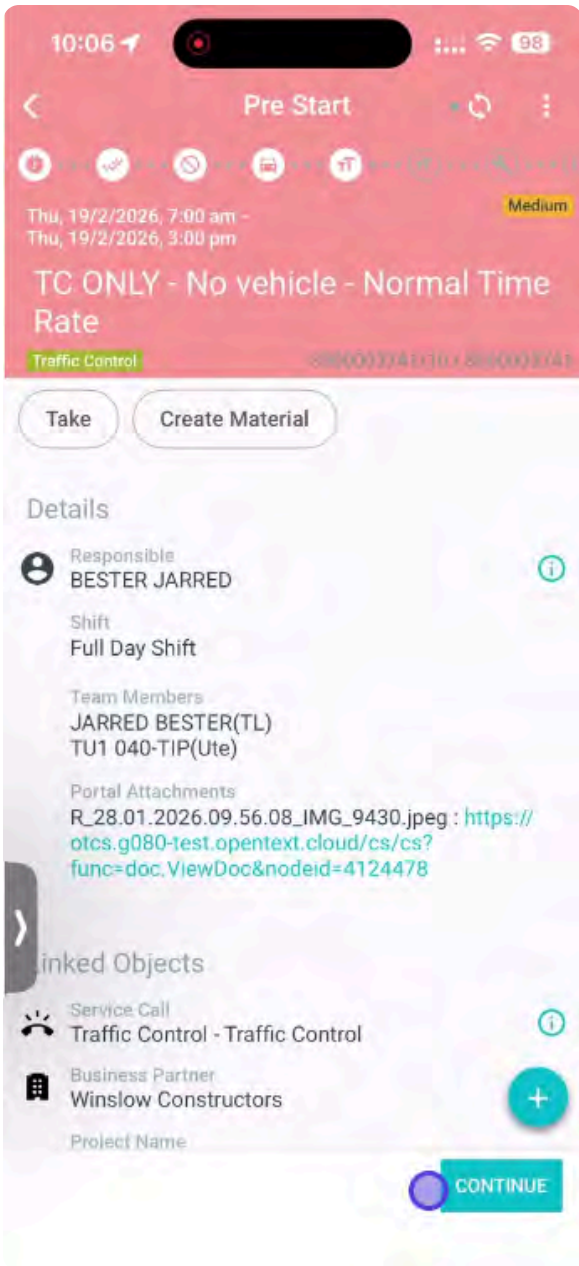 10:06
98
Pre Start
Thu, 19/2/2026, 7:00 am -
Thu, 19/2/2026, 3:00 pm
Medium
TC ONLY - No vehicle - Normal Time
Rate
Traffic Control
Take
Create Material
Details
Responsible
BESTER JARRED
Shift
Full Day Shift
Team Members
JARRED BESTER(TL)
TU1 040-TIP(Ute)
Portal Attachments
R_28.01.2026.09.56.08_IMG_9430.jpeg : https://
otcs.g080-test.opentext.cloud/cs/cs?
func=doc.ViewDoc&nodeid=4124478
inked Objects
Service Call
Traffic Control - Traffic Control
Business Partner
Winslow Constructors
Project Name
CONTINUE